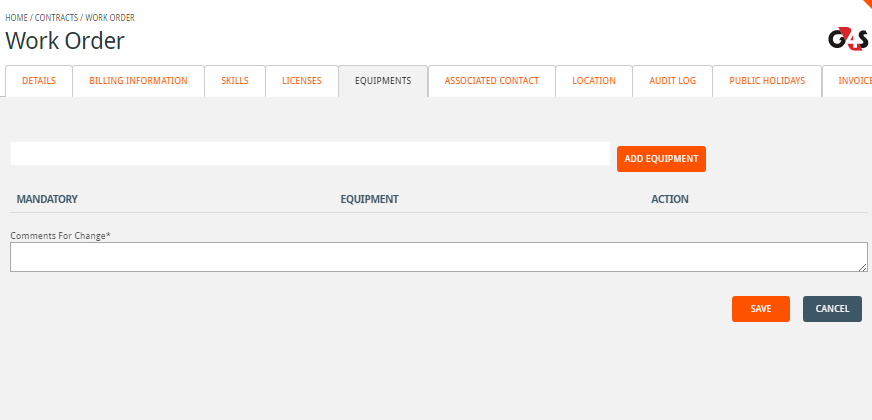 HOME / CONTRACTS / WORK ORDER
Work Order
G4S
DETAILS BILLING INFORMATION SKILLS LICENSES EQUIPMENTS ASSOCIATED CONTACT LOCATION AUDIT LOG PUBLIC HOLIDAYS INVOICE
ADD EQUIPMENT
MANDATORY EQUIPMENT ACTION
Comments For Change*
SAVE CANCEL